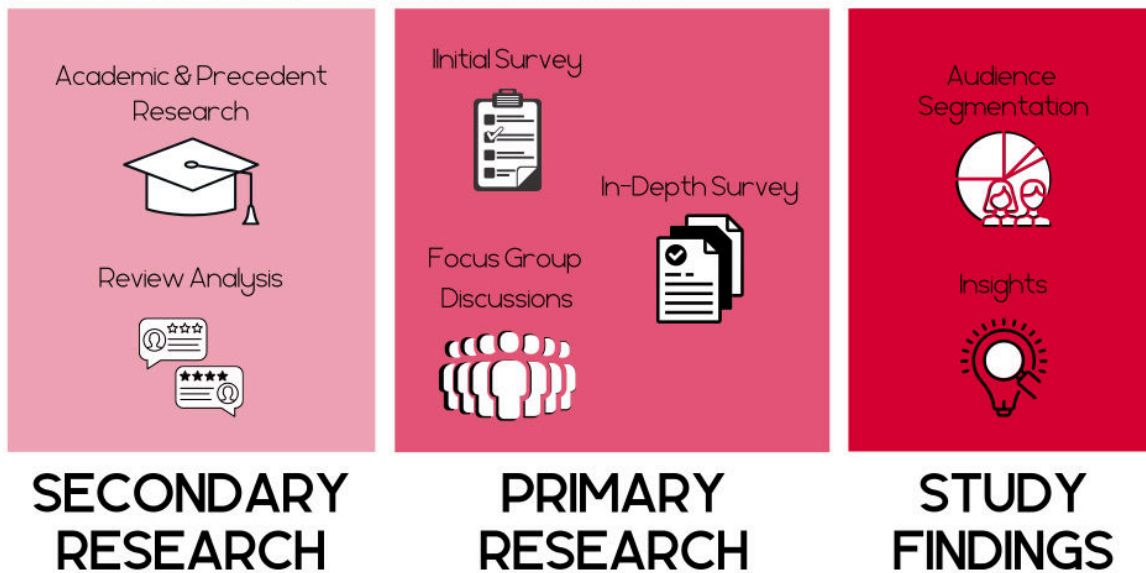 Academic & Precedent
Research
Review Analysis
SECONDARY
RESEARCH
IInitial Survey
In-Depth Survey
Focus Group
Discussions
PRIMARY
RESEARCH
Audience
Segmentation
Insights
STUDY
FINDINGS